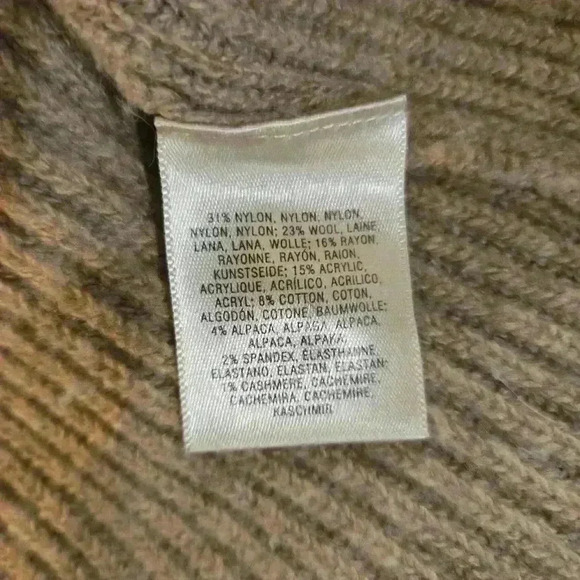 31% NYLON, NYLON, NYLON,
NYLON, NYLON; 23% WOOL, LAINE,
LANA, LANA, WOLLE; 16% RAYON,
RAYONNE, RAYÓN, RAION,
KUNSTSEIDE; 15% ACRYLIC,
ACRYLIQUE, ACRÍLICO, ACRILICO,
ACRYL; 8% COTTON, COTON,
ALGODÓN, COTONE, BAUMWOLLE;
4% ALPACA, ALPAGA, ALPACA,
ALPACA, ALPAKA
2% SPANDEX, ÉLASTHANNE,
ELASTANO, ELASTAN, ELASTAN
1% CASHMERE, CACHEMIRE,
CACHEMIRA, CACHEMIRE,
KASCHMIR